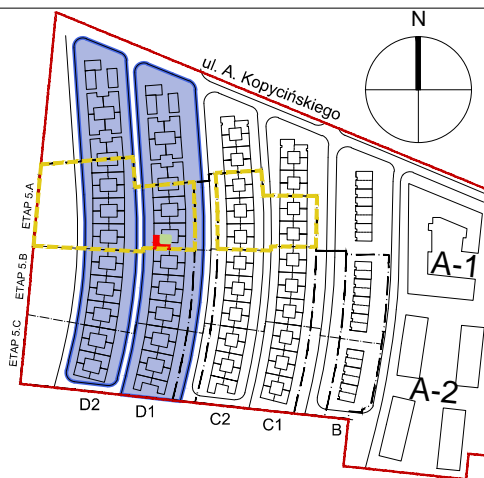 N
ul. A. Kopycińskiego
ETAP 5.A
ETAP 5.B
ETAP 5.C
A-1
A-2
D2
D1
C2
C1
B